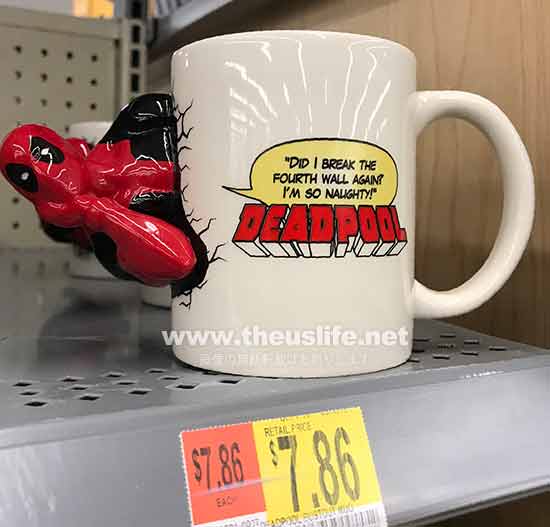 "DID I BREAK THE
FOURTH WALL AGAIN?
I'M SO NAUGHTY!"
DEADPOOL
www.theuslife.net
$7.86
EACH
RETAIL PRICE
$7.86
DEADPOOL